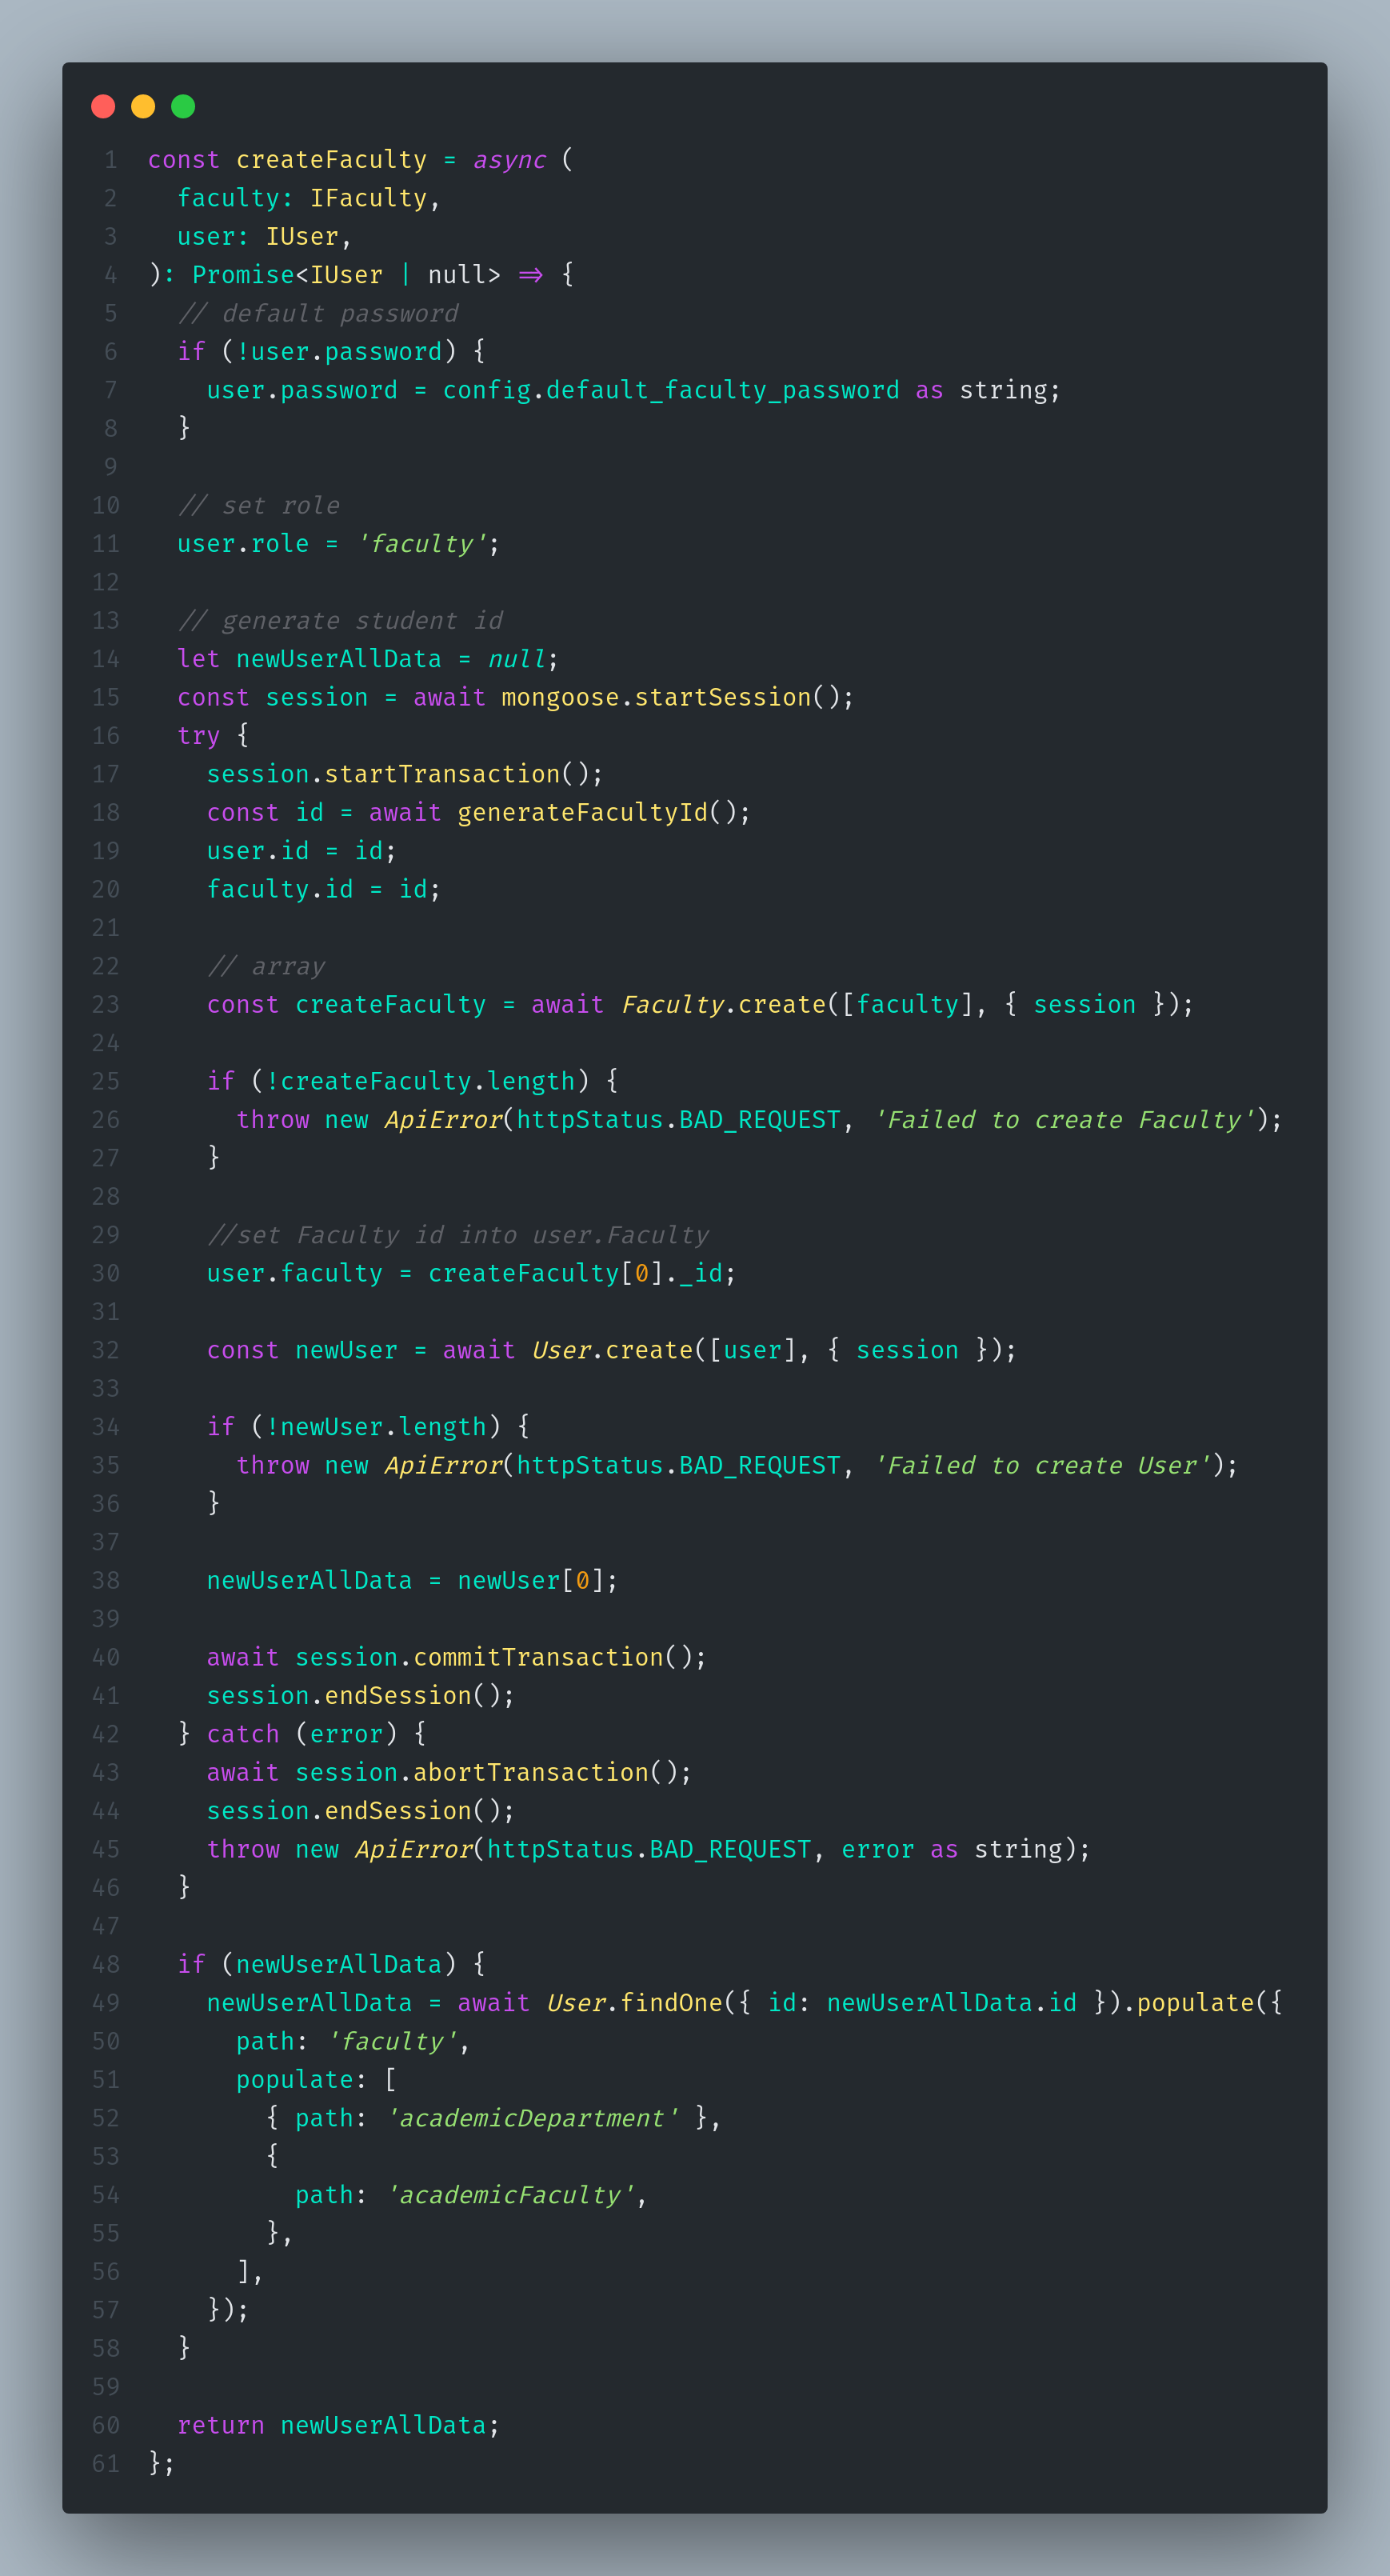 1 const createFaculty = async (
2   faculty: IFaculty,
3   user: IUser,
4 ): Promise<IUser | null> => {
5   // default password
6   if (!user.password) {
7     user.password = config.default_faculty_password as string;
8   }
9
10   // set role
11   user.role = 'faculty';
12
13   // generate student id
14   let newUserAllData = null;
15   const session = await mongoose.startSession();
16   try {
17     session.startTransaction();
18     const id = await generateFacultyId();
19     user.id = id;
20     faculty.id = id;
21
22     // array
23     const createFaculty = await Faculty.create([faculty], { session });
24
25     if (!createFaculty.length) {
26       throw new ApiError(httpStatus.BAD_REQUEST, 'Failed to create Faculty');
27     }
28
29     //set Faculty id into user.Faculty
30     user.faculty = createFaculty[0]._id;
31
32     const newUser = await User.create([user], { session });
33
34     if (!newUser.length) {
35       throw new ApiError(httpStatus.BAD_REQUEST, 'Failed to create User');
36     }
37
38     newUserAllData = newUser[0];
39
40     await session.commitTransaction();
41     session.endSession();
42   } catch (error) {
43     await session.abortTransaction();
44     session.endSession();
45     throw new ApiError(httpStatus.BAD_REQUEST, error as string);
46   }
47
48   if (newUserAllData) {
49     newUserAllData = await User.findOne({ id: newUserAllData.id }).populate({
50       path: 'faculty',
51       populate: [
52         { path: 'academicDepartment' },
53         {
54           path: 'academicFaculty',
55         },
56       ],
57     });
58   }
59
60   return newUserAllData;
61 };